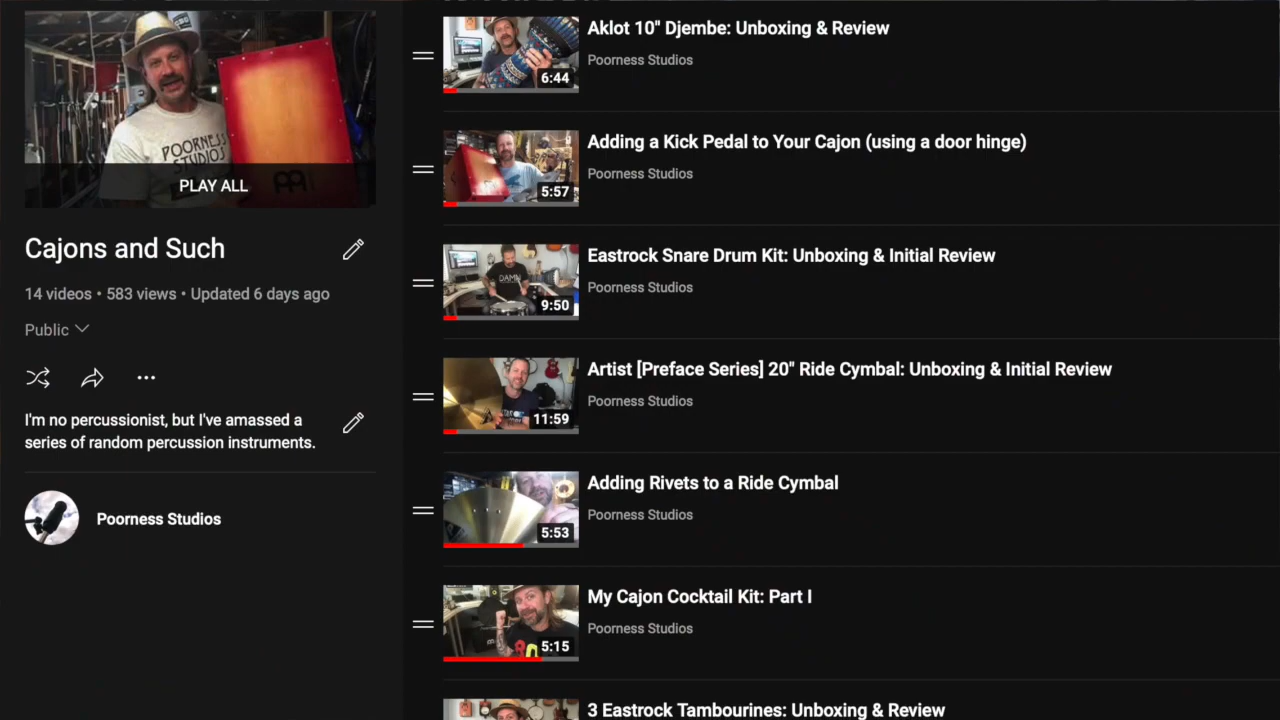 POORNESS
STUDIOS
PLAY ALL
Cajons and Such
14 videos • 583 views • Updated 6 days ago
Public
I'm no percussionist, but I've amassed a
series of random percussion instruments.
Poorness Studios
6:44
Aklot 10" Djembe: Unboxing & Review
Poorness Studios
5:57
Adding a Kick Pedal to Your Cajon (using a door hinge)
Poorness Studios
9:50
Eastrock Snare Drum Kit: Unboxing & Initial Review
Poorness Studios
11:59
Artist [Preface Series] 20" Ride Cymbal: Unboxing & Initial Review
Poorness Studios
5:53
Adding Rivets to a Ride Cymbal
Poorness Studios
5:15
My Cajon Cocktail Kit: Part I
Poorness Studios
3 Eastrock Tambourines: Unboxing & Review